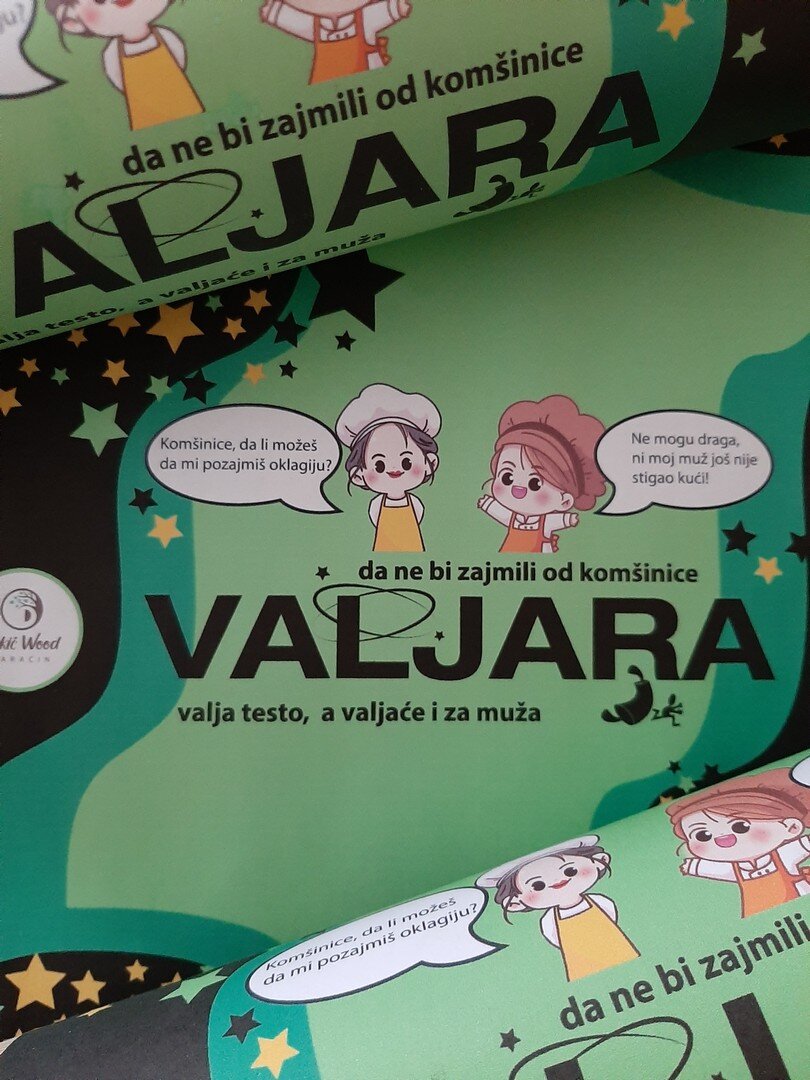 da ne bi zajmili od komšinice
ALJARA
valja testo, a valjaće i za muža
Komšinice, da li možeš
da mi pozajmiš oklagiju?
Ne mogu draga,
ni moj muž još nije
stigao kući!
da ne bi zajmili od komšinice
VALJARA
valja testo, a valjaće i za muža
Wood
Komšinice, da li možeš
da mi pozajmiš oklagiju?
da ne bi zajmili